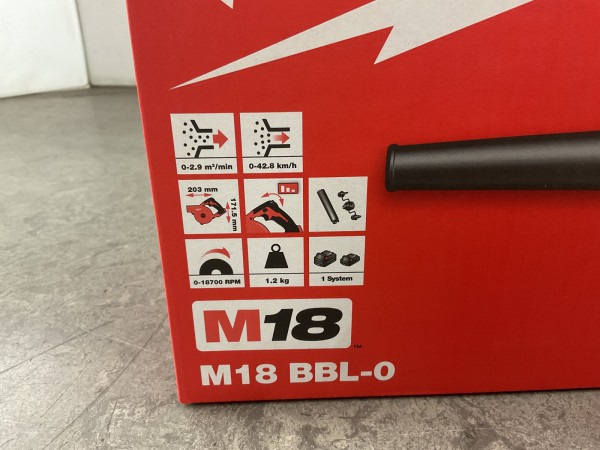 0-2.9 m³/min
0-42.8 km/h
203 mm
171.5 mm
0-18700 RPM
1.2 kg
1 System
M18™
M18 BBL-0